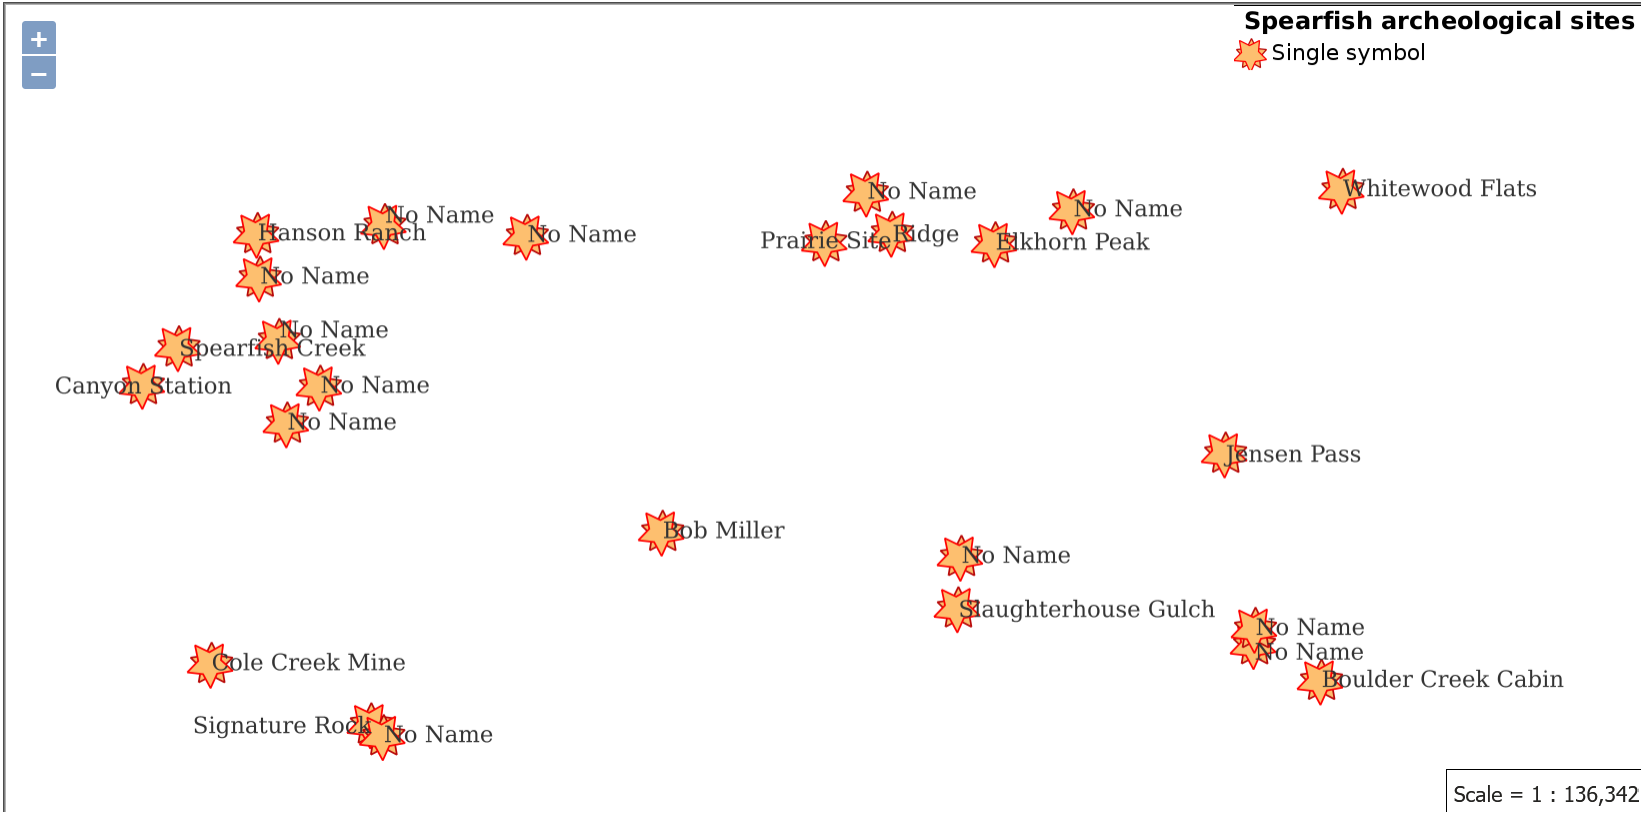 +
−
Spearfish archeological sites
Single symbol
Whitewood Flats
No Name
No Name
No Name
Hanson Ranch
No Name
Prairie Site
Ridge
Elkhorn Peak
No Name
No Name
Spearfish Creek
Canyon Station
No Name
No Name
Jensen Pass
Bob Miller
No Name
Slaughterhouse Gulch
No Name
No Name
Cole Creek Mine
Boulder Creek Cabin
Signature Rock
No Name
Scale = 1 : 136,342